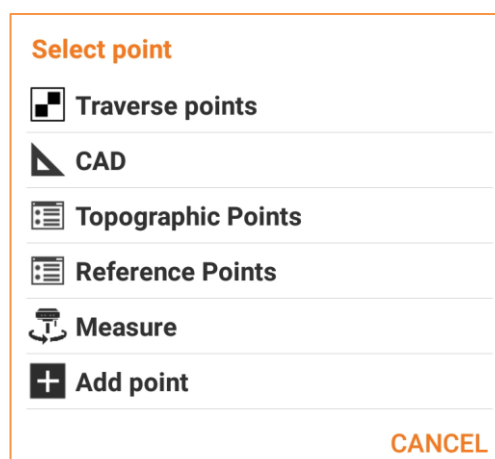 Select point
Traverse points
CAD
Topographic Points
Reference Points
Measure
Add point
CANCEL